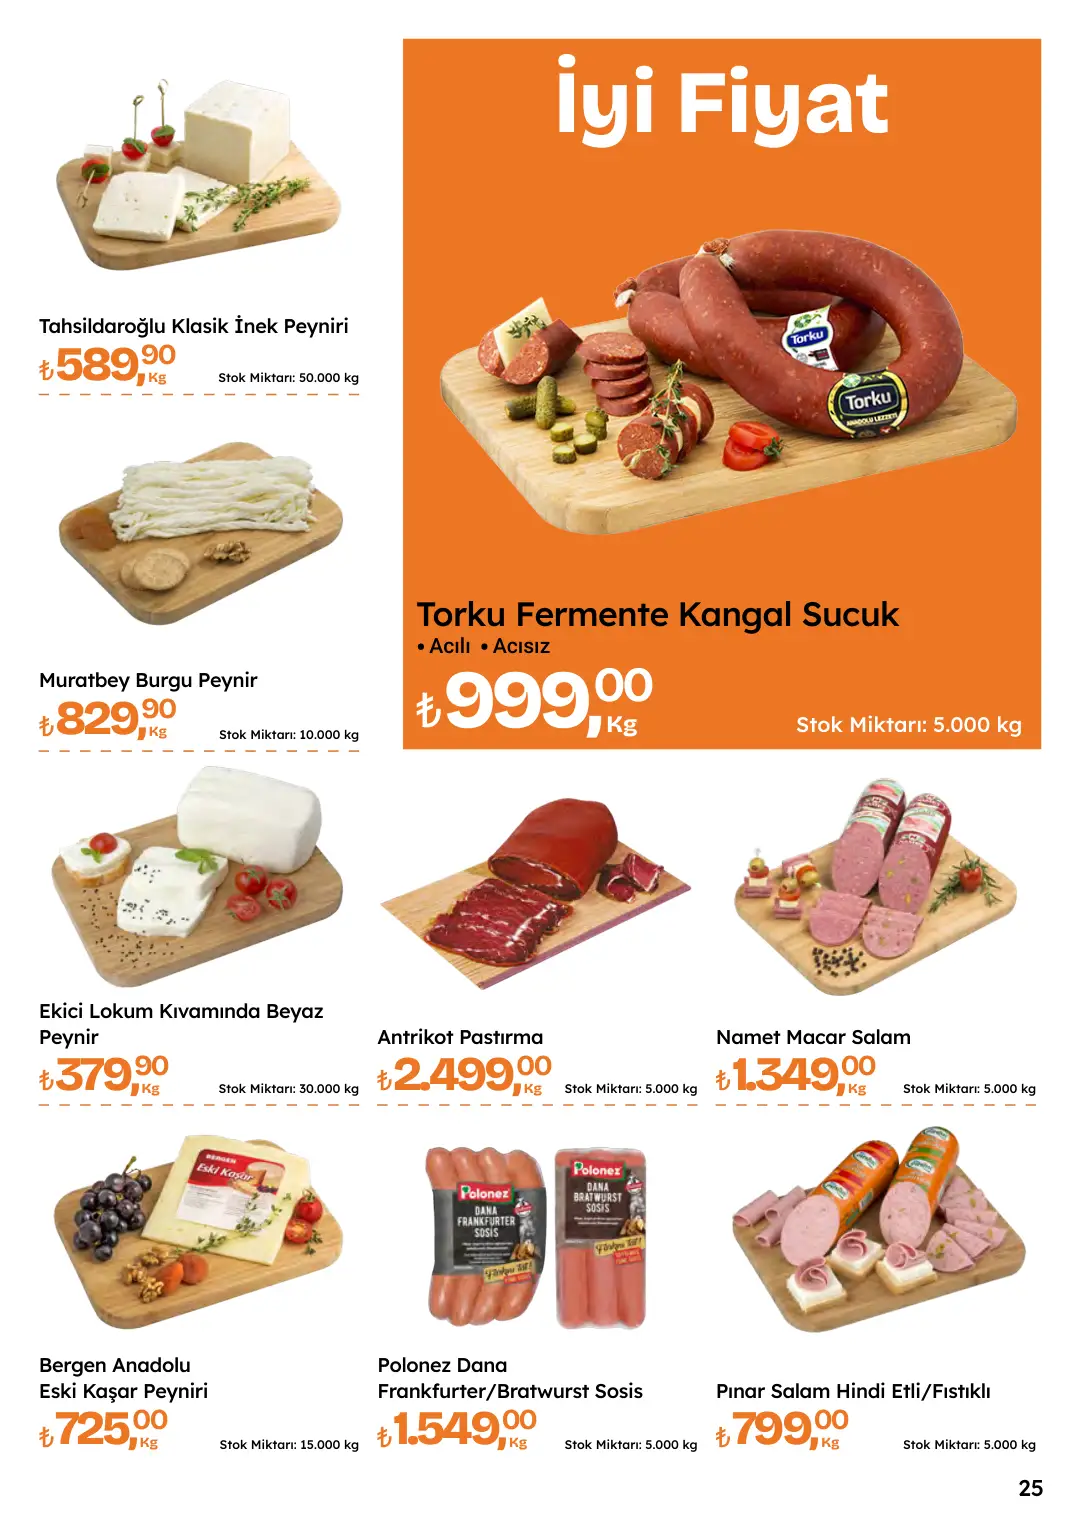 İyi Fiyat
Tahsildaroğlu Klasik İnek Peyniri
₺589,90 Kg
Stok Miktarı: 50.000 kg
Torku
Torku
ANADOLU LEZZETİ
Muratbey Burgu Peynir
₺829,90 Kg
Stok Miktarı: 10.000 kg
Torku Fermente Kangal Sucuk
• Acılı • Acısız
₺999,00 Kg
Stok Miktarı: 5.000 kg
Ekici Lokum Kıvamında Beyaz
Peynir
₺379,90 Kg
Stok Miktarı: 30.000 kg
Antrikot Pastırma
₺2.499,00 Kg
Stok Miktarı: 5.000 kg
Namet Macar Salam
₺1.349,00 Kg
Stok Miktarı: 5.000 kg
BERGEN
Eski Kaşar
Bergen Anadolu
Eski Kaşar Peyniri
₺725,00 Kg
Stok Miktarı: 15.000 kg
Polonez
DANA
FRANKFURTER
SOSİS
Polonez
DANA
BRATWURST
SOSİS
Polonez Dana
Frankfurter/Bratwurst Sosis
₺1.549,00 Kg
Stok Miktarı: 5.000 kg
Pınar Salam Hindi Etli/Fıstıklı
₺799,00 Kg
Stok Miktarı: 5.000 kg
25